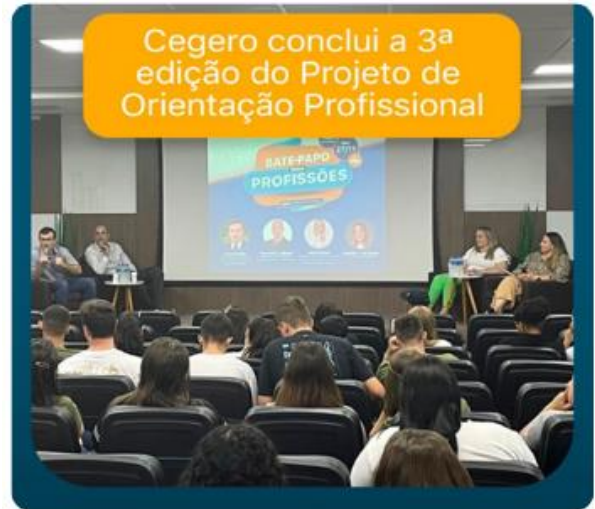 Cegero conclui a 3ª
edição do Projeto de
Orientação Profissional
BATE-PAPO
PROFISSÕES